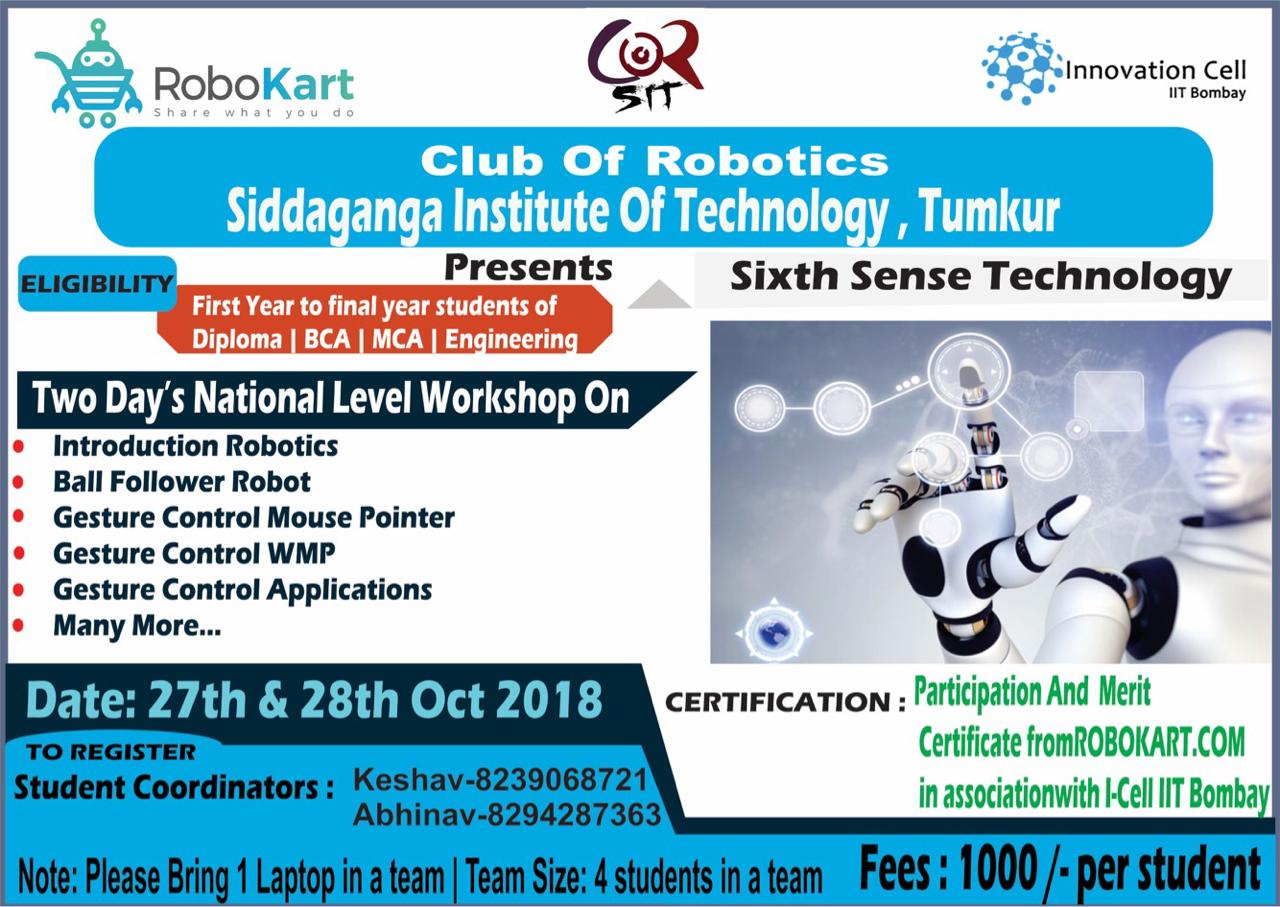 RoboKart
Share what you do
COR
SIT
Innovation Cell
IIT Bombay
Club Of Robotics
Siddaganga Institute Of Technology , Tumkur
ELIGIBILITY
Presents
Sixth Sense Technology
First Year to final year students of
Diploma | BCA | MCA | Engineering
Two Day's National Level Workshop On
• Introduction Robotics
• Ball Follower Robot
• Gesture Control Mouse Pointer
• Gesture Control WMP
• Gesture Control Applications
• Many More...
Date: 27th & 28th Oct 2018
CERTIFICATION : Participation And Merit
Certificate fromROBOKART.COM
in associationwith I-Cell IIT Bombay
TO REGISTER
Student Coordinators : Keshav-8239068721
Abhinav-8294287363
Note: Please Bring 1 Laptop in a team | Team Size: 4 students in a team
Fees : 1000 /- per student